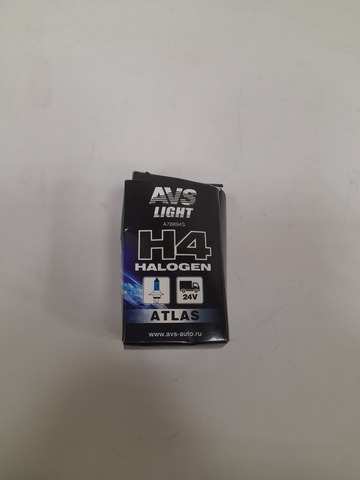 AVS
LIGHT
A78894S
H4
HALOGEN
24V
ATLAS
www.avs-auto.ru